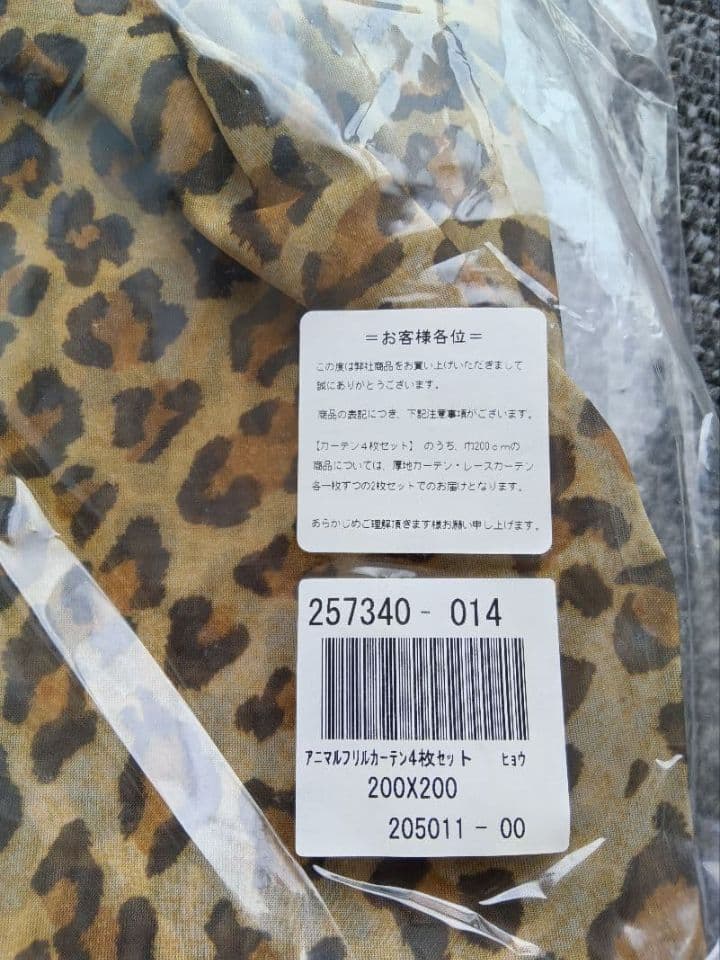 ＝お客様各位＝
この度は弊社商品をお買い上げいただきまして
誠にありがとうございます。
商品の表記につき、下記注意事項がございます。
【カーテン４枚セット】 のうち、巾200ｃｍの
商品については、厚地カーテン・レースカーテン
各一枚ずつの2枚セットでのお届けとなります。
あらかじめご理解頂きます様お願い申し上げます。
257340 - 014
ｱﾆﾏﾙﾌﾘﾙｶｰﾃﾝ4枚ｾｯﾄ ﾋｮｳ
200X200
205011 - 00